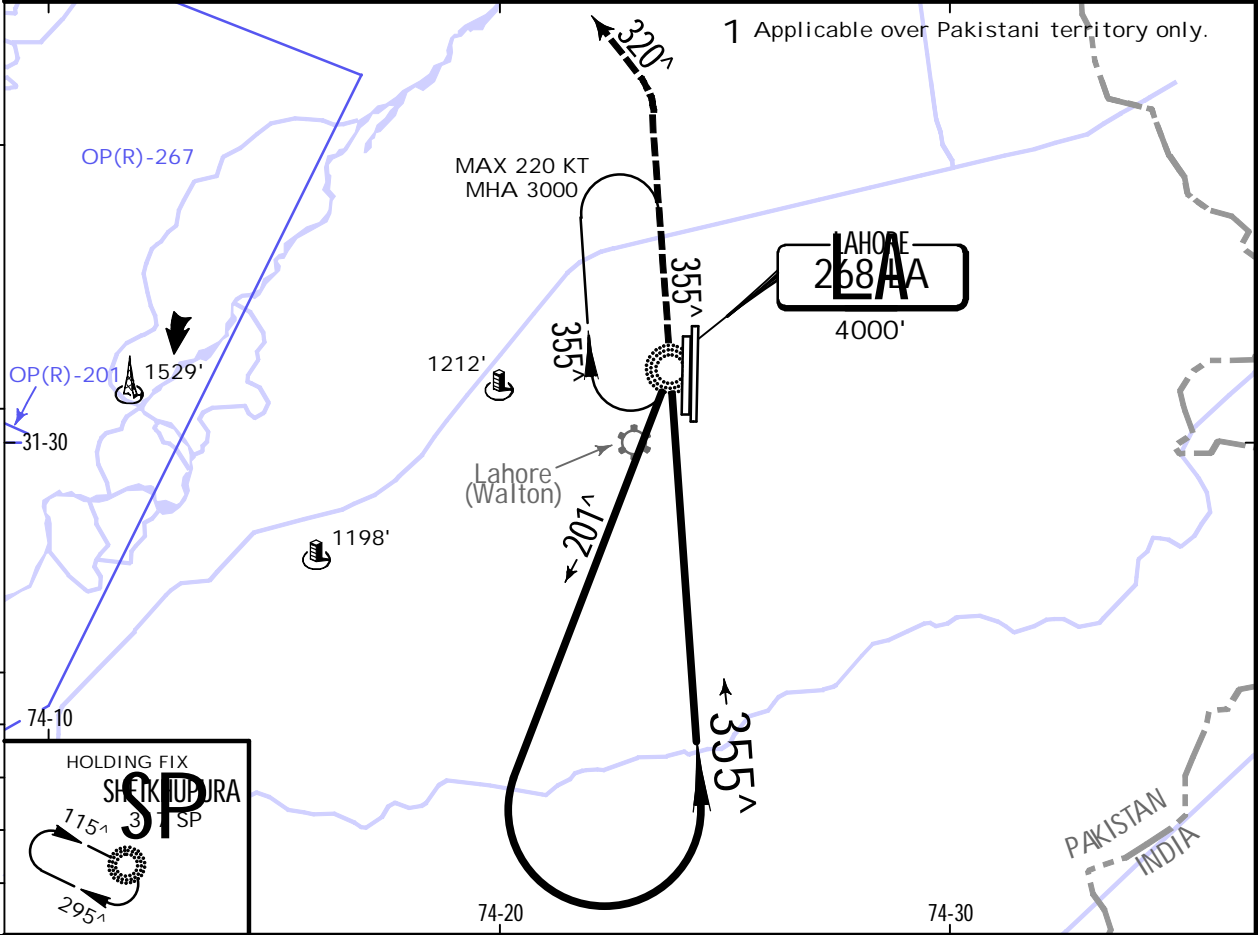 320^
1 Applicable over Pakistani territory only.
OP(R)-267
MAX 220 KT
MHA 3000
LAHORE
268 LA
LA
4000'
355^
355^
1212'
OP(R)-201
1529'
31-30
Lahore
(Walton)
201^
1198'
74-10
355^
HOLDING FIX
SHEIKHUPURA
SP
SP
115^
295^
PAKISTAN
INDIA
74-20
74-30